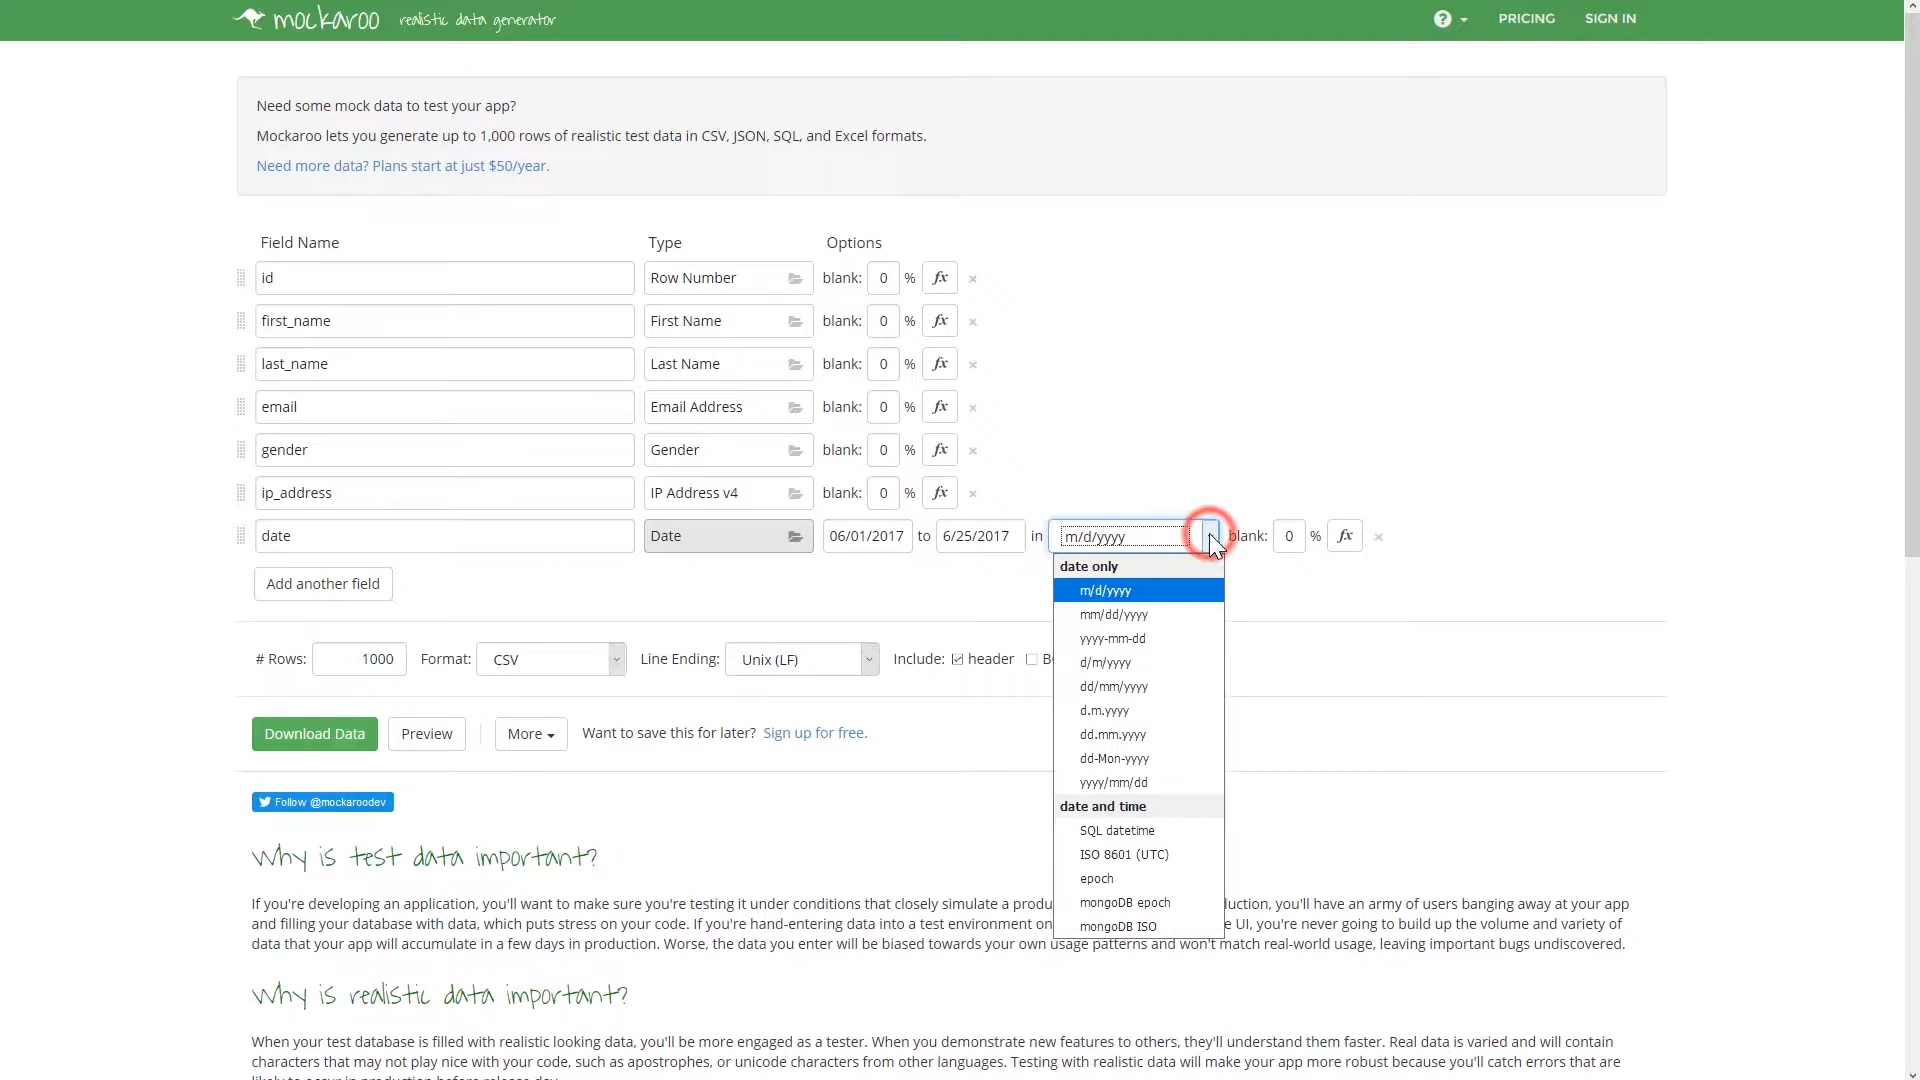 mockaroo realistic data generator
? PRICING SIGN IN
Need some mock data to test your app?
Mockaroo lets you generate up to 1,000 rows of realistic test data in CSV, JSON, SQL, and Excel formats.
Need more data? Plans start at just $50/year.
Field Name Type Options
id Row Number blank: 0 % fx ×
first_name First Name blank: 0 % fx ×
last_name Last Name blank: 0 % fx ×
email Email Address blank: 0 % fx ×
gender Gender blank: 0 % fx ×
ip_address IP Address v4 blank: 0 % fx ×
date Date 06/01/2017 to 6/25/2017 in m/d/yyyy blank: 0 % fx ×
Add another field
date only
m/d/yyyy
mm/dd/yyyy
yyyy-mm-dd
d/m/yyyy
dd/mm/yyyy
d.m.yyyy
dd.mm.yyyy
dd-Mon-yyyy
yyyy/mm/dd
date and time
SQL datetime
ISO 8601 (UTC)
epoch
mongoDB epoch
mongoDB ISO
# Rows: 1000 Format: CSV Line Ending: Unix (LF) Include: header
Download Data Preview More Want to save this for later? Sign up for free.
Follow @mockaroodev
Why is test data important?
If you're developing an application, you'll want to make sure you're testing it under conditions that closely simulate a you'll have an army of users banging away at your app
and filling your database with data, which puts stress on your code. If you're hand-entering data into a test environment UI, you're never going to build up the volume and variety of
data that your app will accumulate in a few days in production. Worse, the data you enter will be biased towards your own usage patterns and won't match real-world usage, leaving important bugs undiscovered.
Why is realistic data important?
When your test database is filled with realistic looking data, you'll be more engaged as a tester. When you demonstrate new features to others, they'll understand them faster. Real data is varied and will contain
characters that may not play nice with your code, such as apostrophes, or unicode characters from other languages. Testing with realistic data will make your app more robust because you'll catch errors that are